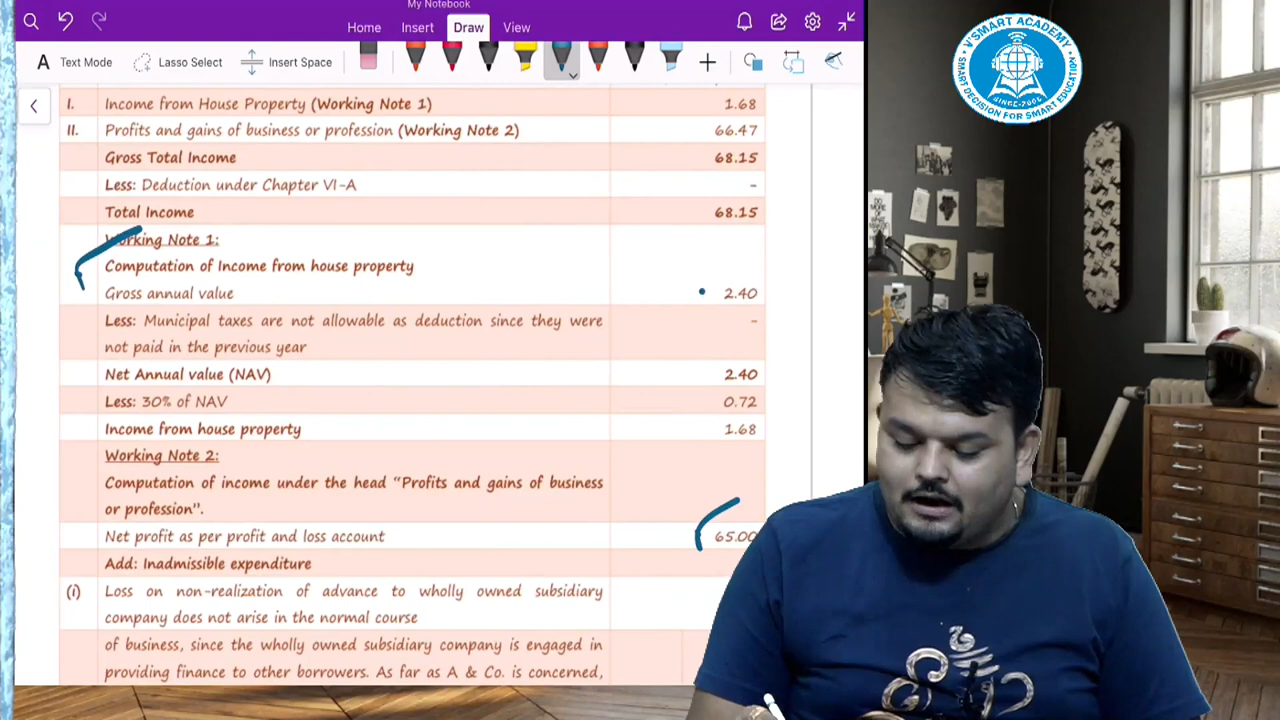 My Notebook
Home Insert Draw View
A Text Mode Lasso Select Insert Space
I. Income from House Property (Working Note 1) 1.68
II. Profits and gains of business or profession (Working Note 2) 66.47
Gross Total Income 68.15
Less: Deduction under Chapter VI-A -
Total Income 68.15
Working Note 1:
Computation of Income from house property
Gross annual value 2.40
Less: Municipal taxes are not allowable as deduction since they were -
not paid in the previous year
Net Annual value (NAV) 2.40
Less: 30% of NAV 0.72
Income from house property 1.68
Working Note 2:
Computation of income under the head "Profits and gains of business
or profession".
Net profit as per profit and loss account 65.00
Add: Inadmissible expenditure
(i) Loss on non-realization of advance to wholly owned subsidiary
company does not arise in the normal course
of business, since the wholly owned subsidiary company is engaged in
providing finance to other borrowers. As far as A & Co. is concerned,
V'SMART ACADEMY
SINCE-2006
SMART DECISION FOR SMART EDUCATION